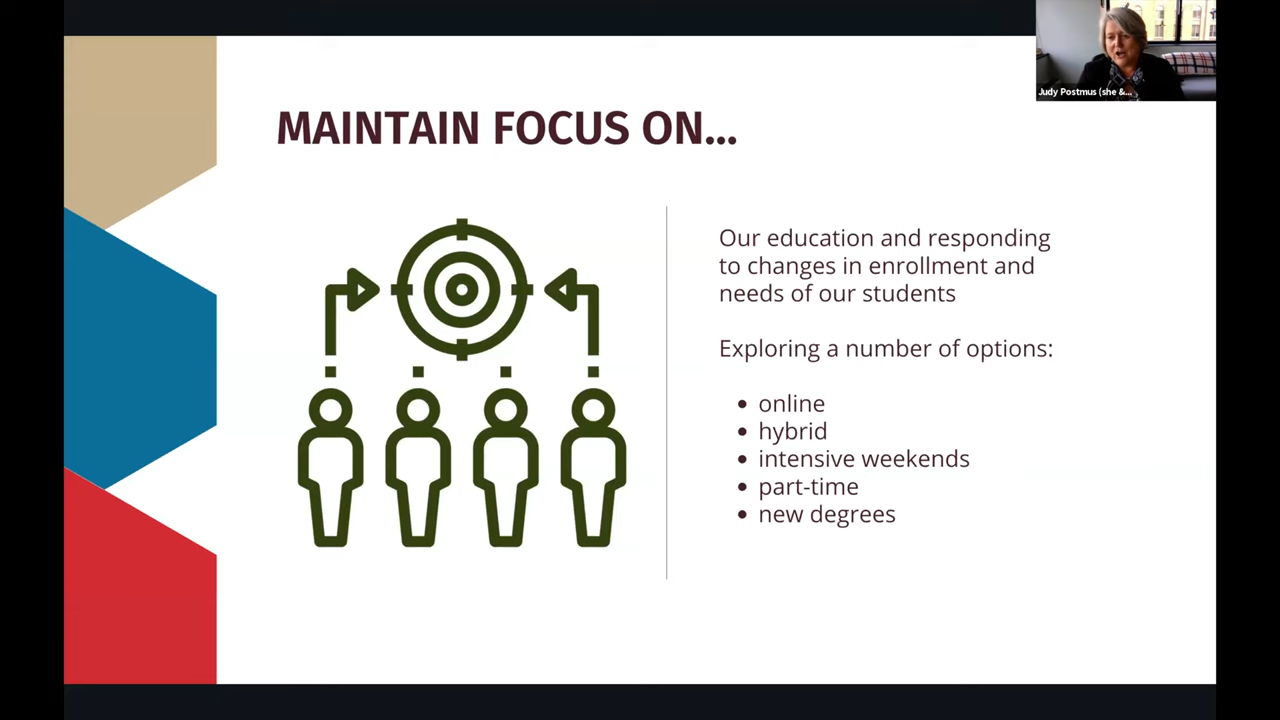 Judy Postmus (she &...
MAINTAIN FOCUS ON...
Our education and responding
to changes in enrollment and
needs of our students
Exploring a number of options:
• online
• hybrid
• intensive weekends
• part-time
• new degrees